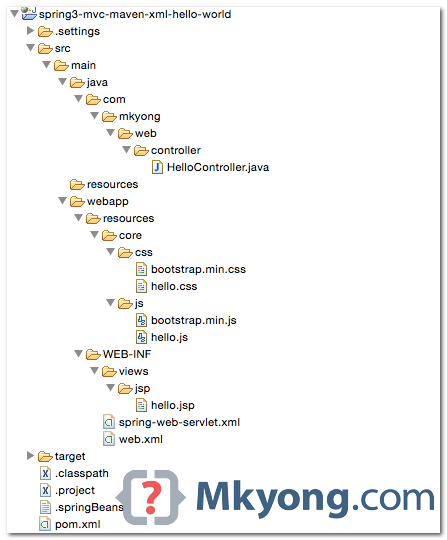 spring3-mvc-maven-xml-hello-world
.settings
src
main
java
com
mkyong
web
controller
HelloController.java
resources
webapp
resources
core
css
bootstrap.min.css
hello.css
js
bootstrap.min.js
hello.js
WEB-INF
views
jsp
hello.jsp
spring-web-servlet.xml
web.xml
target
.classpath
.project
.springBeans
pom.xml
{?} Mkyong.com